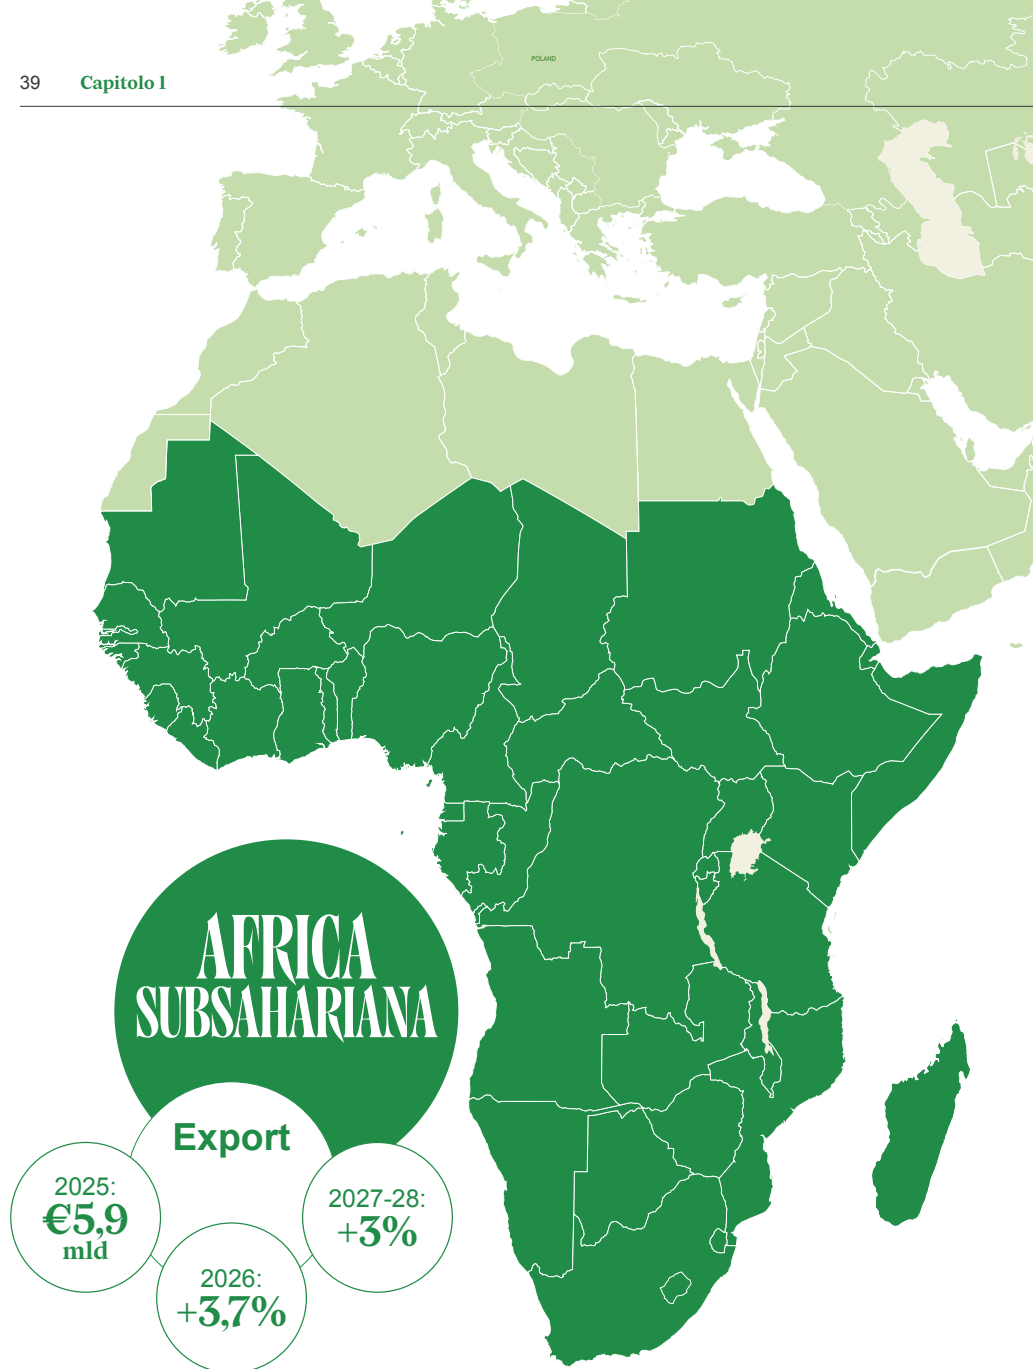 POLAND
39 Capitolo 1
AFRICA
SUBSAHARIANA
Export
2025:
€5,9
mld
2026:
+3,7%
2027-28:
+3%